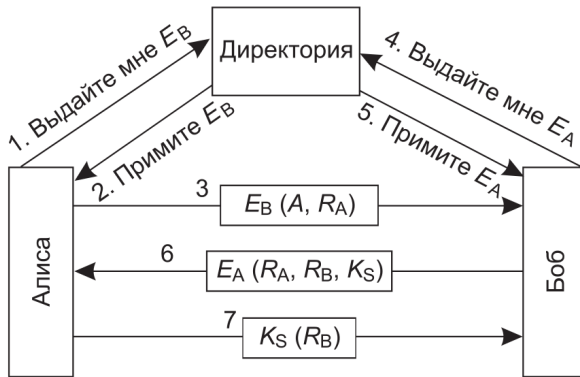 Директория
1. Выдайте мне E_B
2. Примите E_B
4. Выдайте мне E_A
5. Примите E_A
Алиса
Боб
3
E_B (A, R_A)
6
E_A (R_A, R_B, K_S)
7
K_S (R_B)